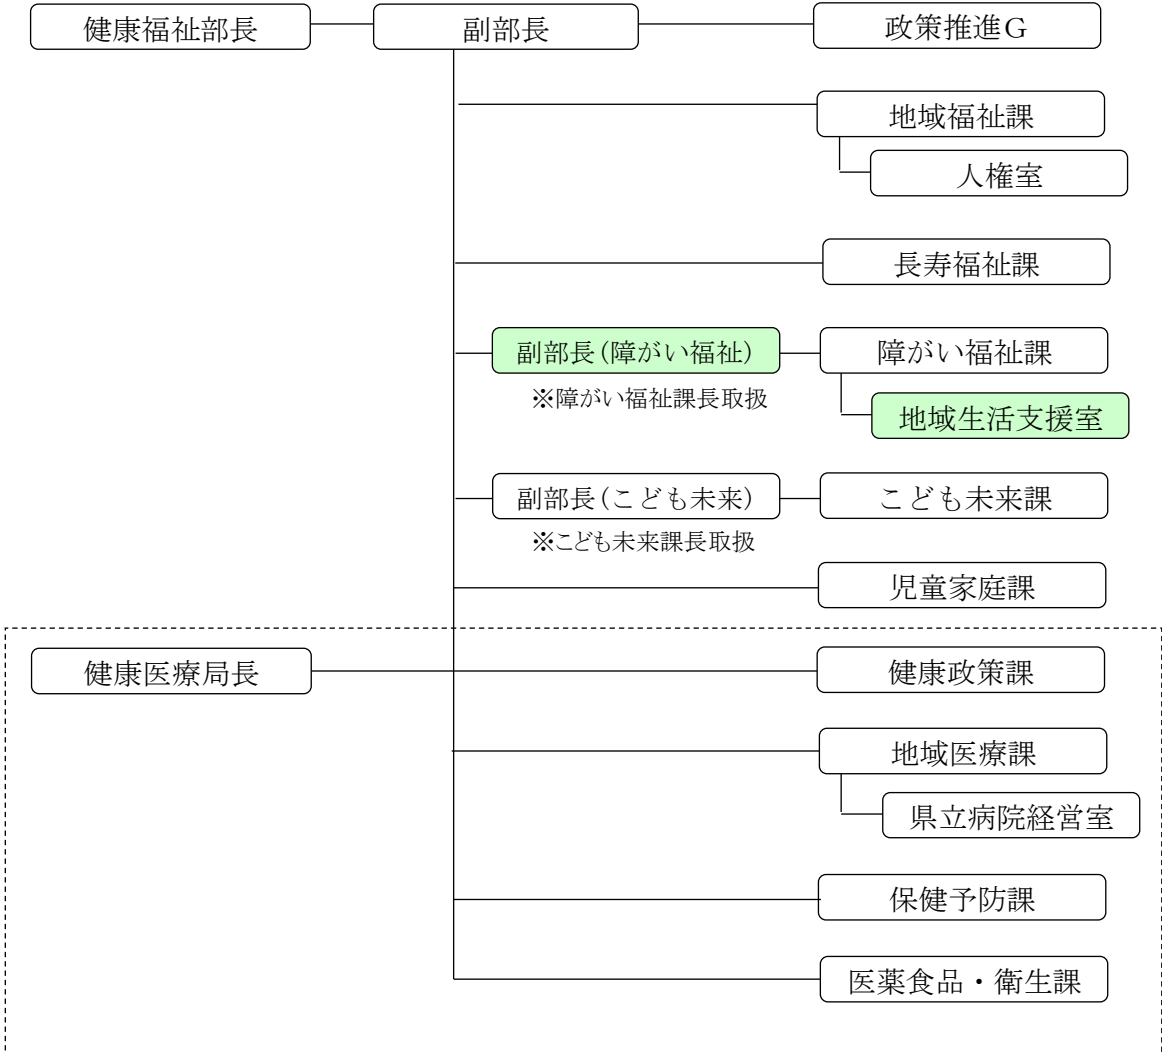 健康福祉部長
副部長
政策推進G
地域福祉課
人権室
長寿福祉課
副部長(障がい福祉)
障がい福祉課
※障がい福祉課長取扱
地域生活支援室
副部長(こども未来)
こども未来課
※こども未来課長取扱
児童家庭課
健康医療局長
健康政策課
地域医療課
県立病院経営室
保健予防課
医薬食品・衛生課